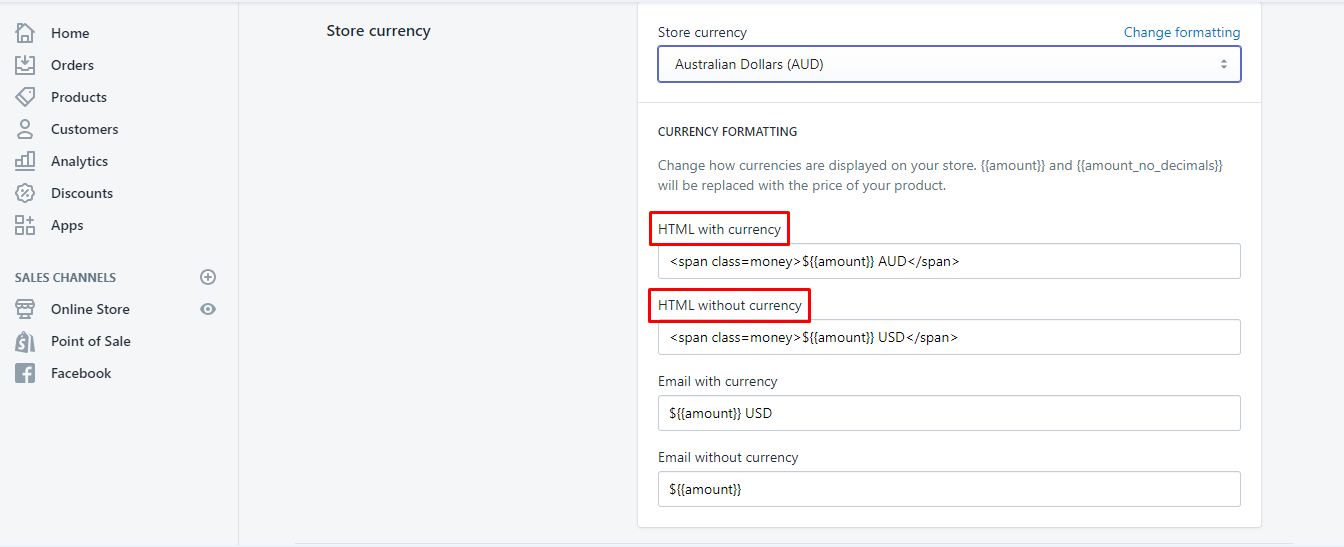 Home
Orders
Products
Customers
Analytics
Discounts
Apps
SALES CHANNELS
Online Store
Point of Sale
Facebook
Store currency
Store currency
Change formatting
Australian Dollars (AUD)
CURRENCY FORMATTING
Change how currencies are displayed on your store. {{amount}} and {{amount_no_decimals}}
will be replaced with the price of your product.
HTML with currency
<span class=money>${{amount}} AUD</span>
HTML without currency
<span class=money>${{amount}} USD</span>
Email with currency
${{amount}} USD
Email without currency
${{amount}}